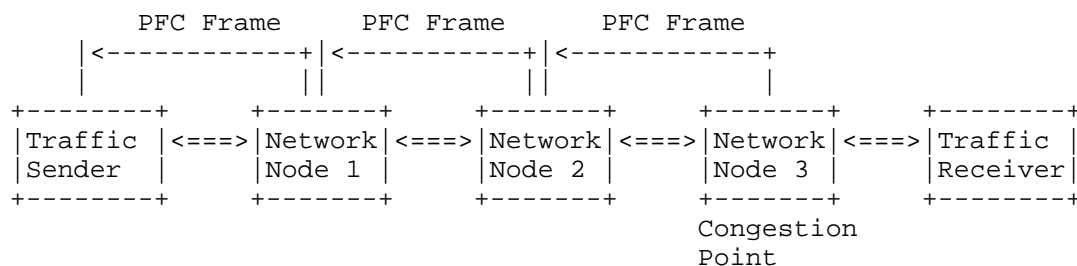 PFC Frame PFC Frame PFC Frame
Traffic Network Network Network Traffic
Sender Node 1 Node 2 Node 3 Receiver
Congestion
Point